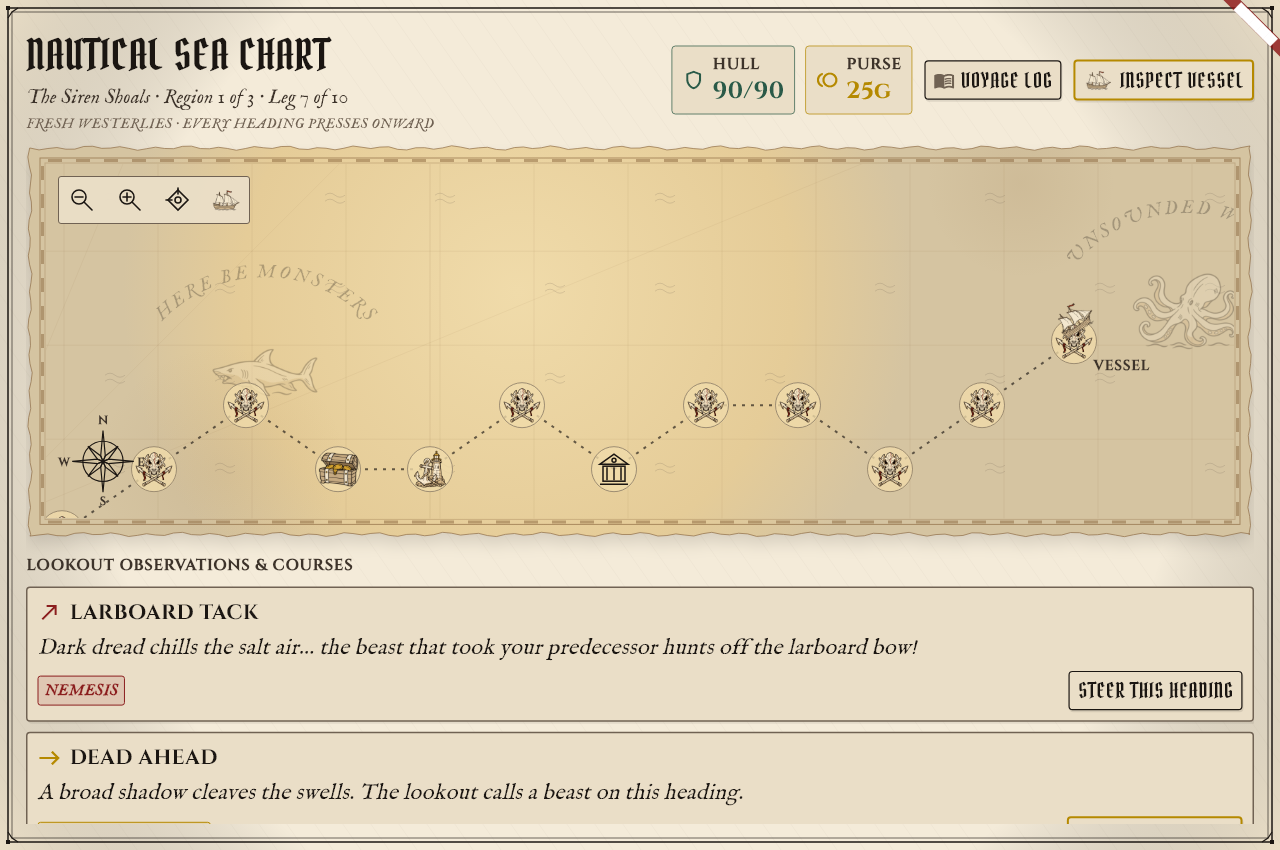 NAUTICAL SEA CHART
The Siren Shoals · Region 1 of 3 · Leg 7 of 10
FRESH WESTERLIES · EVERY HEADING PRESSES ONWARD
HULL
90/90
PURSE
25G
VOYAGE LOG
INSPECT VESSEL
UNSOUNDED W
HERE BE MONSTERS
VESSEL
N
W
E
S
LOOKOUT OBSERVATIONS & COURSES
LARBOARD TACK
Dark dread chills the salt air... the beast that took your predecessor hunts off the larboard bow!
NEMESIS
STEER THIS HEADING
DEAD AHEAD
A broad shadow cleaves the swells. The lookout calls a beast on this heading.